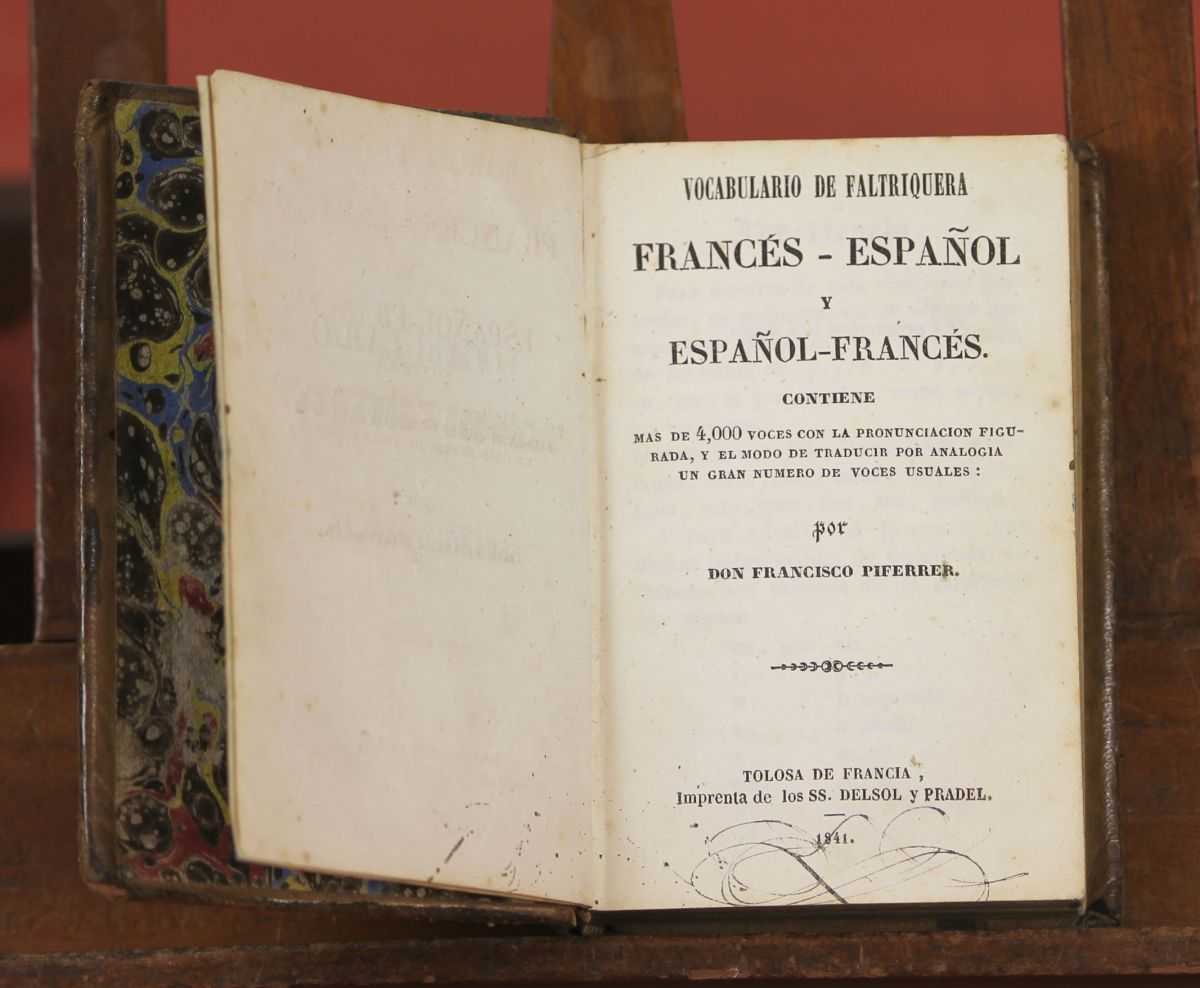 VOCABULARIO DE FALTRIQUERA
FRANCÉS - ESPAÑOL
Y
ESPAÑOL-FRANCÉS.
CONTIENE
MAS DE 4,000 VOCES CON LA PRONUNCIACION FIGU-
RADA, Y EL MODO DE TRADUCIR POR ANALOGIA
UN GRAN NUMERO DE VOCES USUALES :
por
DON FRANCISCO PIFERRER.
TOLOSA DE FRANCIA ,
Imprenta de los SS. DELSOL y PRADEL.
1841.